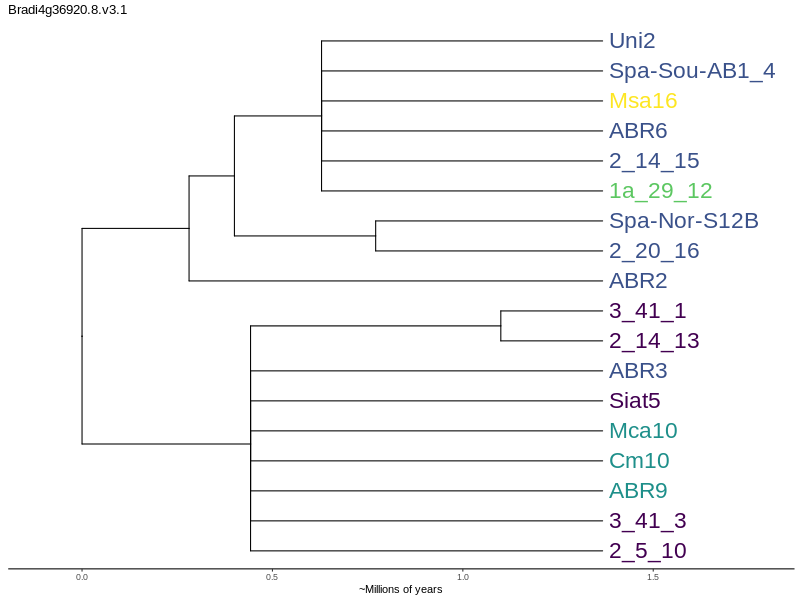 Bradi4g36920.8.v3.1
Uni2
Spa-Sou-AB1_4
Msa16
ABR6
2_14_15
1a_29_12
Spa-Nor-S12B
2_20_16
ABR2
3_41_1
2_14_13
ABR3
Siat5
Mca10
Cm10
ABR9
3_41_3
2_5_10
0.0 0.5 1.0 1.5
~Millions of years